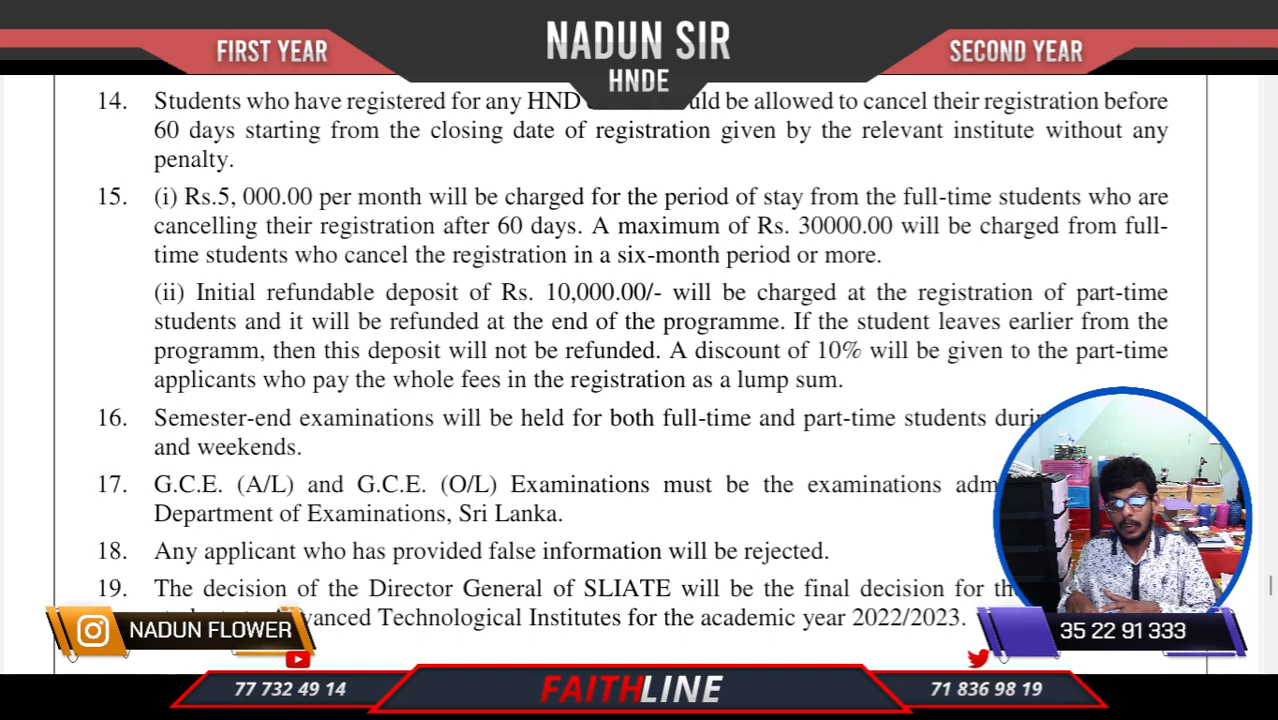 NADUN SIR
HNDE
FIRST YEAR
SECOND YEAR
14. Students who have registered for any HND uld be allowed to cancel their registration before
60 days starting from the closing date of registration given by the relevant institute without any
penalty.
15. (i) Rs.5, 000.00 per month will be charged for the period of stay from the full-time students who are
cancelling their registration after 60 days. A maximum of Rs. 30000.00 will be charged from full-
time students who cancel the registration in a six-month period or more.
(ii) Initial refundable deposit of Rs. 10,000.00/- will be charged at the registration of part-time
students and it will be refunded at the end of the programme. If the student leaves earlier from the
programm, then this deposit will not be refunded. A discount of 10% will be given to the part-time
applicants who pay the whole fees in the registration as a lump sum.
16. Semester-end examinations will be held for both full-time and part-time students
and weekends.
17. G.C.E. (A/L) and G.C.E. (O/L) Examinations must be the examinations adm
Department of Examinations, Sri Lanka.
18. Any applicant who has provided false information will be rejected.
19. The decision of the Director General of SLIATE will be the final decision for
vanced Technological Institutes for the academic year 2022/2023.
NADUN FLOWER
35 22 91 333
77 732 49 14
FAITHLINE
71 836 98 19